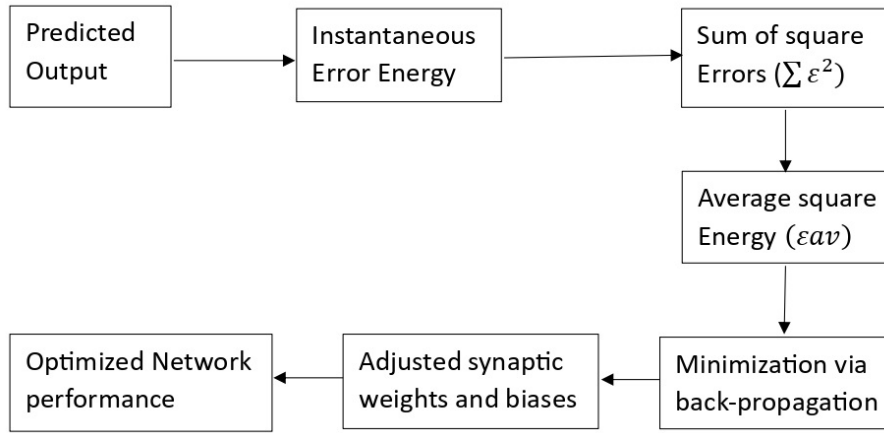 Predicted
Output
Instantaneous
Error Energy
Sum of square
Errors (∑ ε²)
Average square
Energy (εav)
Minimization via
back-propagation
Adjusted synaptic
weights and biases
Optimized Network
performance